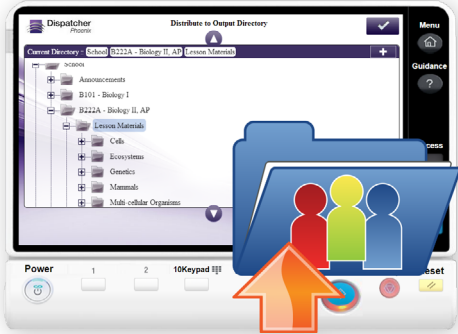 Dispatcher
Phoenix
Distribute to Output Directory
Menu
Current Directory : School B222A - Biology II, AP Lesson Materials
School
Guidance
?
Announcements
B101 - Biology I
B222A - Biology II, AP
Lesson Materials
Cells
Ecosystems
Genetics
Mammals
Multi-cellular Organisms
Power
1
2
10Keypad